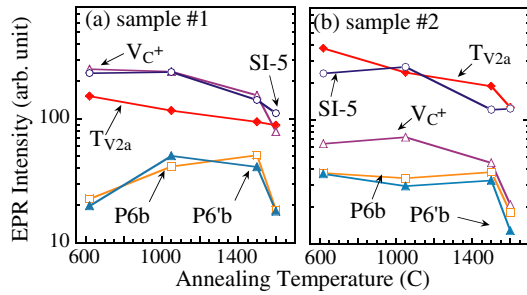 (a) sample #1
(b) sample #2
V_C+
SI-5
T_V2a
P6b
P6'b
T_V2a
SI-5
V_C+
P6b
P6'b
EPR Intensity (arb. unit)
100
10
600
1000
1400
600
1000
1400
Annealing Temperature (C)